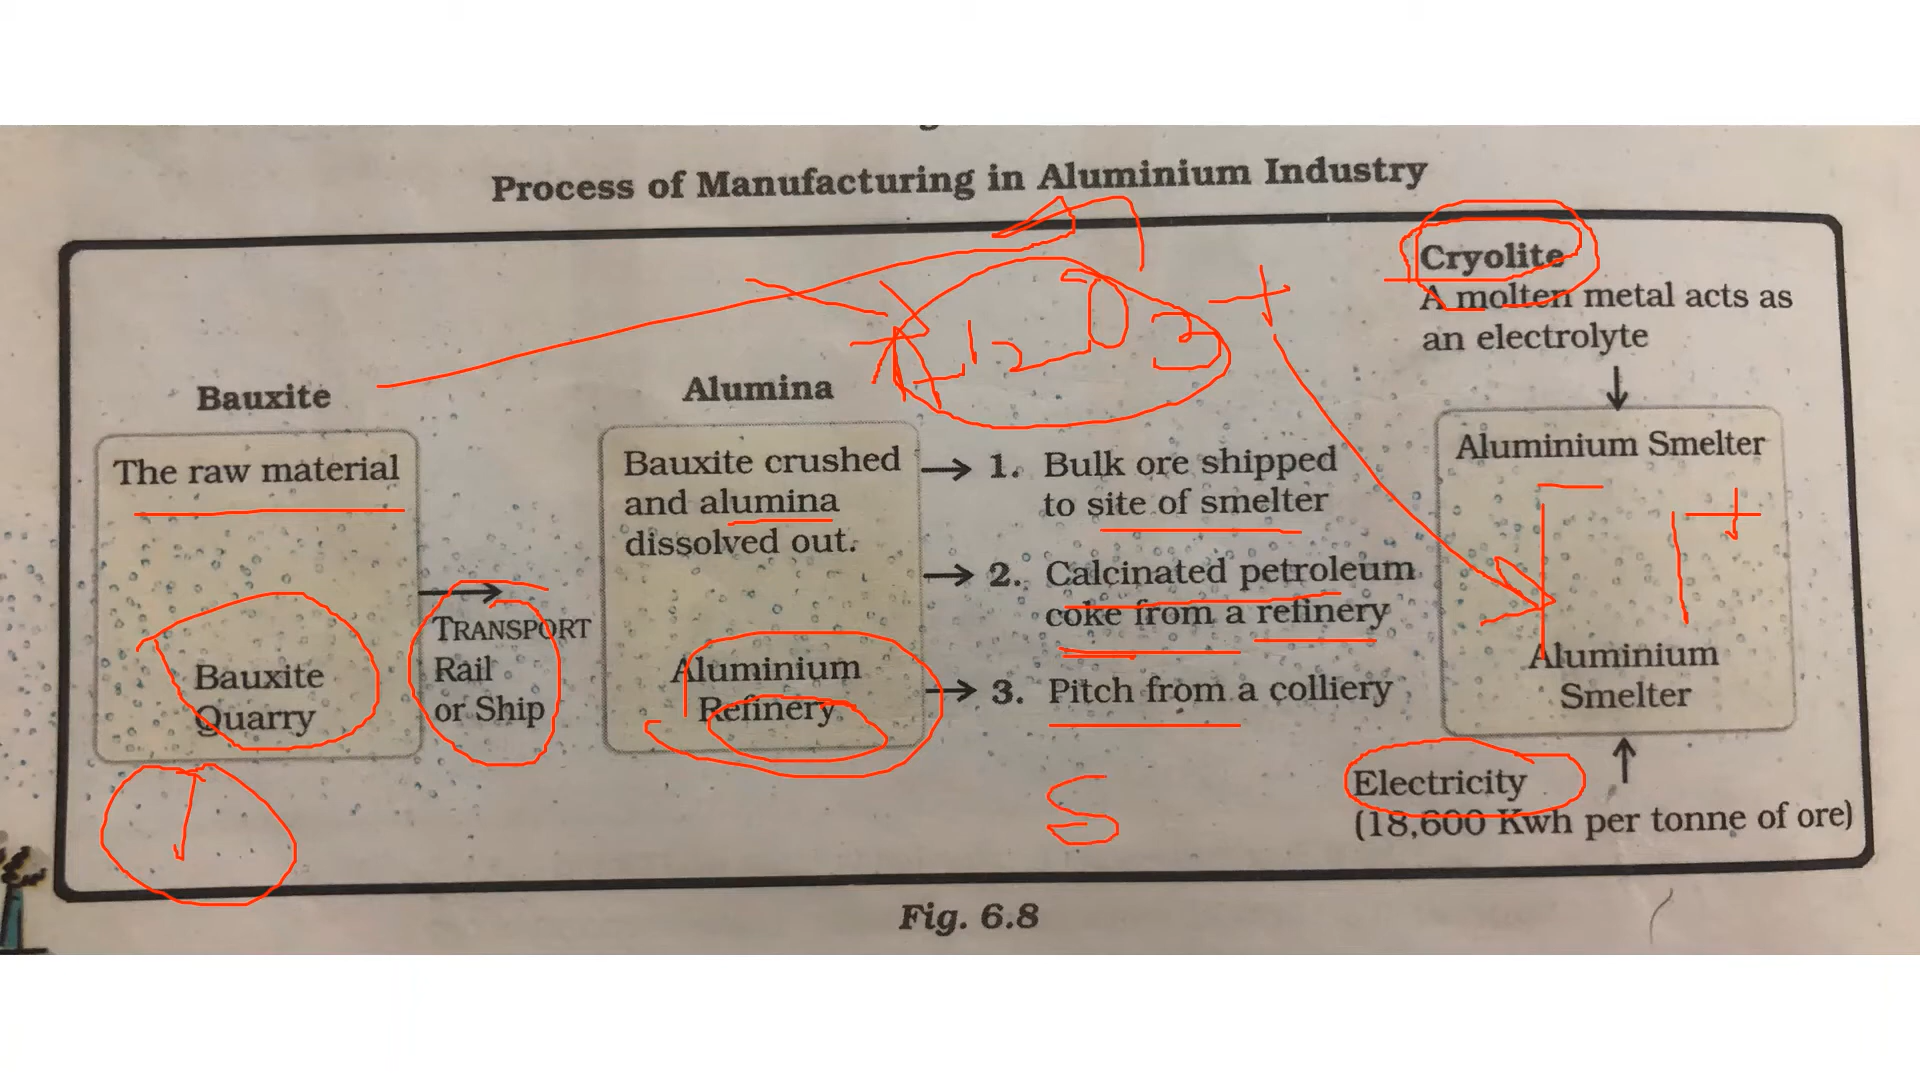 Process of Manufacturing in Aluminium Industry
Cryolite
A molten metal acts as
an electrolyte
Bauxite
The raw material
Bauxite
Quarry
TRANSPORT
Rail
or Ship
Alumina
Bauxite crushed
and alumina
dissolved out.
Aluminium
Refinery
1. Bulk ore shipped
to site of smelter
2. Calcinated petroleum
coke from a refinery
3. Pitch from a colliery
Aluminium Smelter
Aluminium
Smelter
Electricity
(18,600 Kwh per tonne of ore)
Fig. 6.8